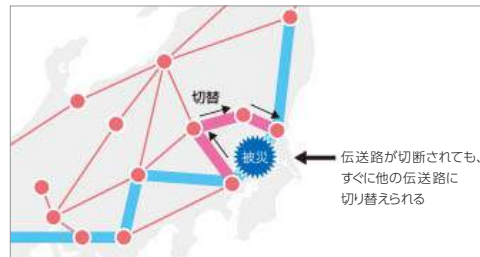 切替
被災
伝送路が切断されても、
すぐに他の伝送路に
切り替えられる